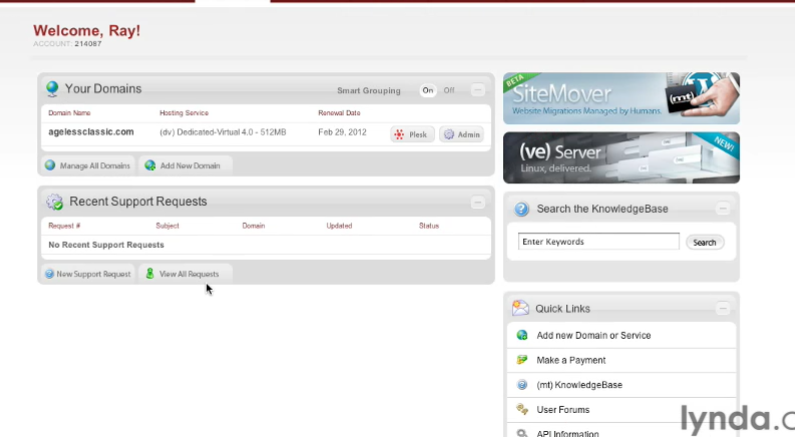 Welcome, Ray!
ACCOUNT: 214087
Your Domains
Smart Grouping On Off
Domain Name Hosting Service Renewal Date
agelessclassic.com (dv) Dedicated-Virtual 4.0 - 512MB Feb 29, 2012 Plesk Admin
Manage All Domains Add New Domain
Recent Support Requests
Request # Subject Domain Updated Status
No Recent Support Requests
New Support Request View All Requests
BETA
SiteMover
Website Migrations Managed by Humans.
(mt)
(ve) Server
Linux, delivered.
NEW!
Search the KnowledgeBase
Enter Keywords Search
Quick Links
Add new Domain or Service
Make a Payment
(mt) KnowledgeBase
User Forums
API Information
lynda.c